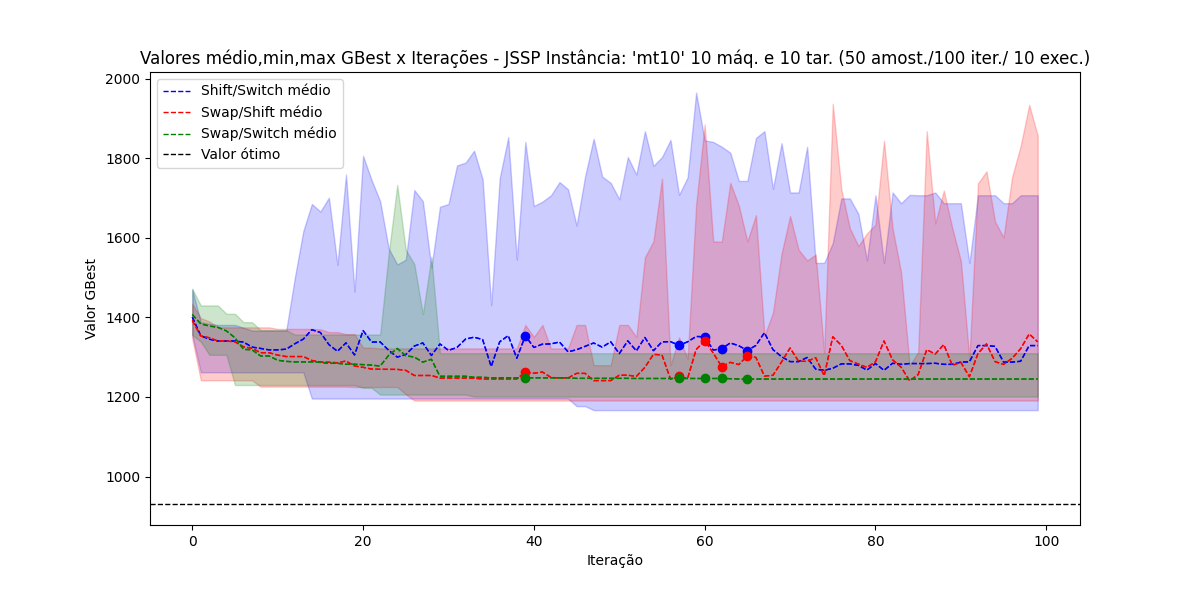 Valores médio,min,max GBest x Iterações - JSSP Instância: 'mt10' 10 máq. e 10 tar. (50 amost./100 iter./ 10 exec.)
2000
1800
1600
1400
1200
1000
Valor GBest
Shift/Switch médio
Swap/Shift médio
Swap/Switch médio
Valor ótimo
0
20
40
60
80
100
Iteração